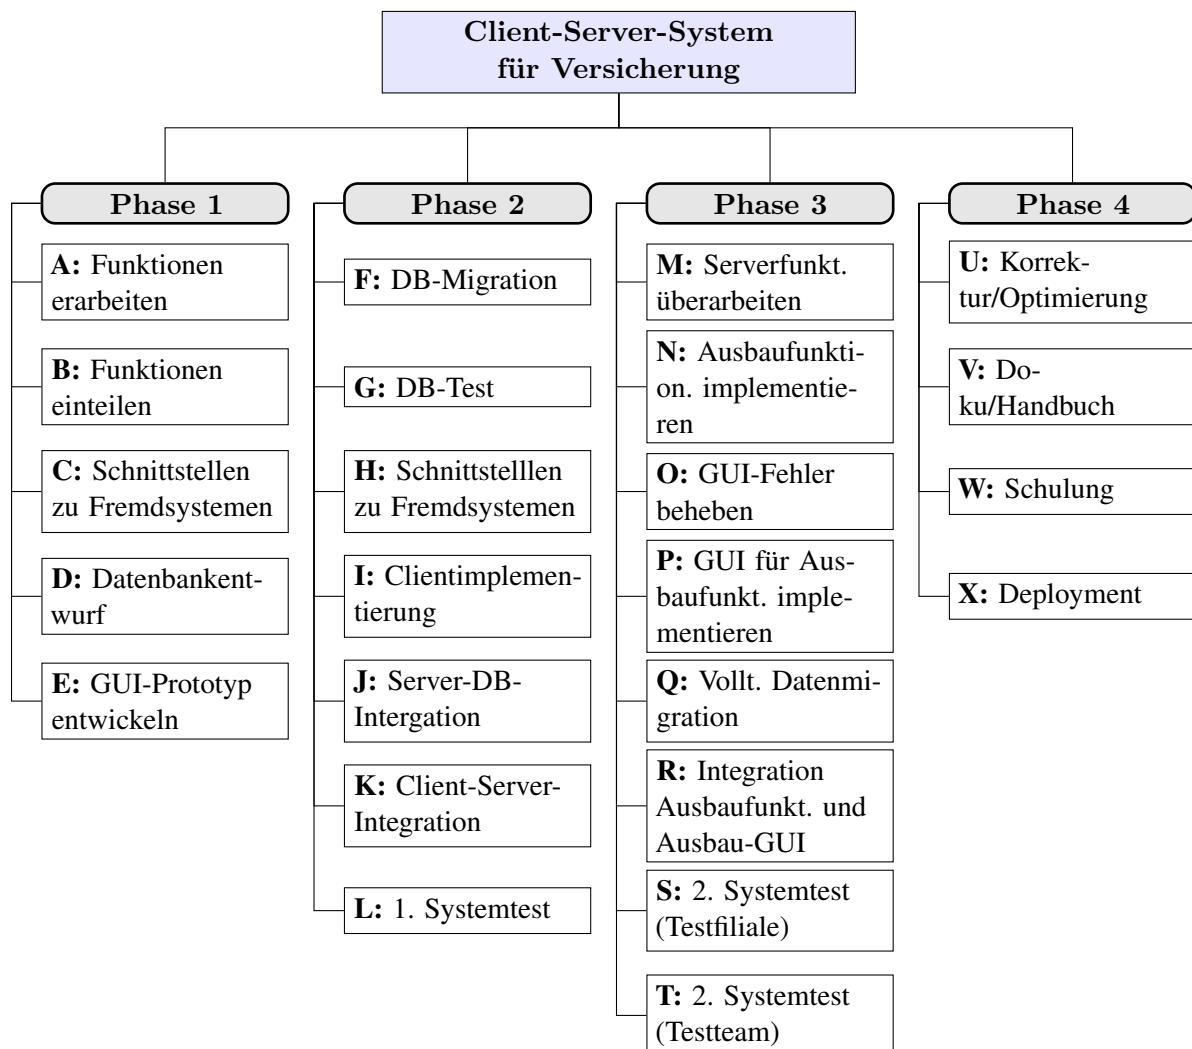 Client-Server-System
für Versicherung
Phase 1
A: Funktionen
erarbeiten
B: Funktionen
einteilen
C: Schnittstellen
zu Fremdsystemen
D: Datenbankent-
wurf
E: GUI-Prototyp
entwickeln
Phase 2
F: DB-Migration
G: DB-Test
H: Schnittstelllen
zu Fremdsystemen
I: Clientimplemen-
tierung
J: Server-DB-
Intergation
K: Client-Server-
Integration
L: 1. Systemtest
Phase 3
M: Serverfunkt.
überarbeiten
N: Ausbaufunkti-
on. implementie-
ren
O: GUI-Fehler
beheben
P: GUI für Aus-
baufunkt. imple-
mentieren
Q: Vollt. Datenmi-
gration
R: Integration
Ausbaufunkt. und
Ausbau-GUI
S: 2. Systemtest
(Testfiliale)
T: 2. Systemtest
(Testteam)
Phase 4
U: Korrek-
tur/Optimierung
V: Do-
ku/Handbuch
W: Schulung
X: Deployment